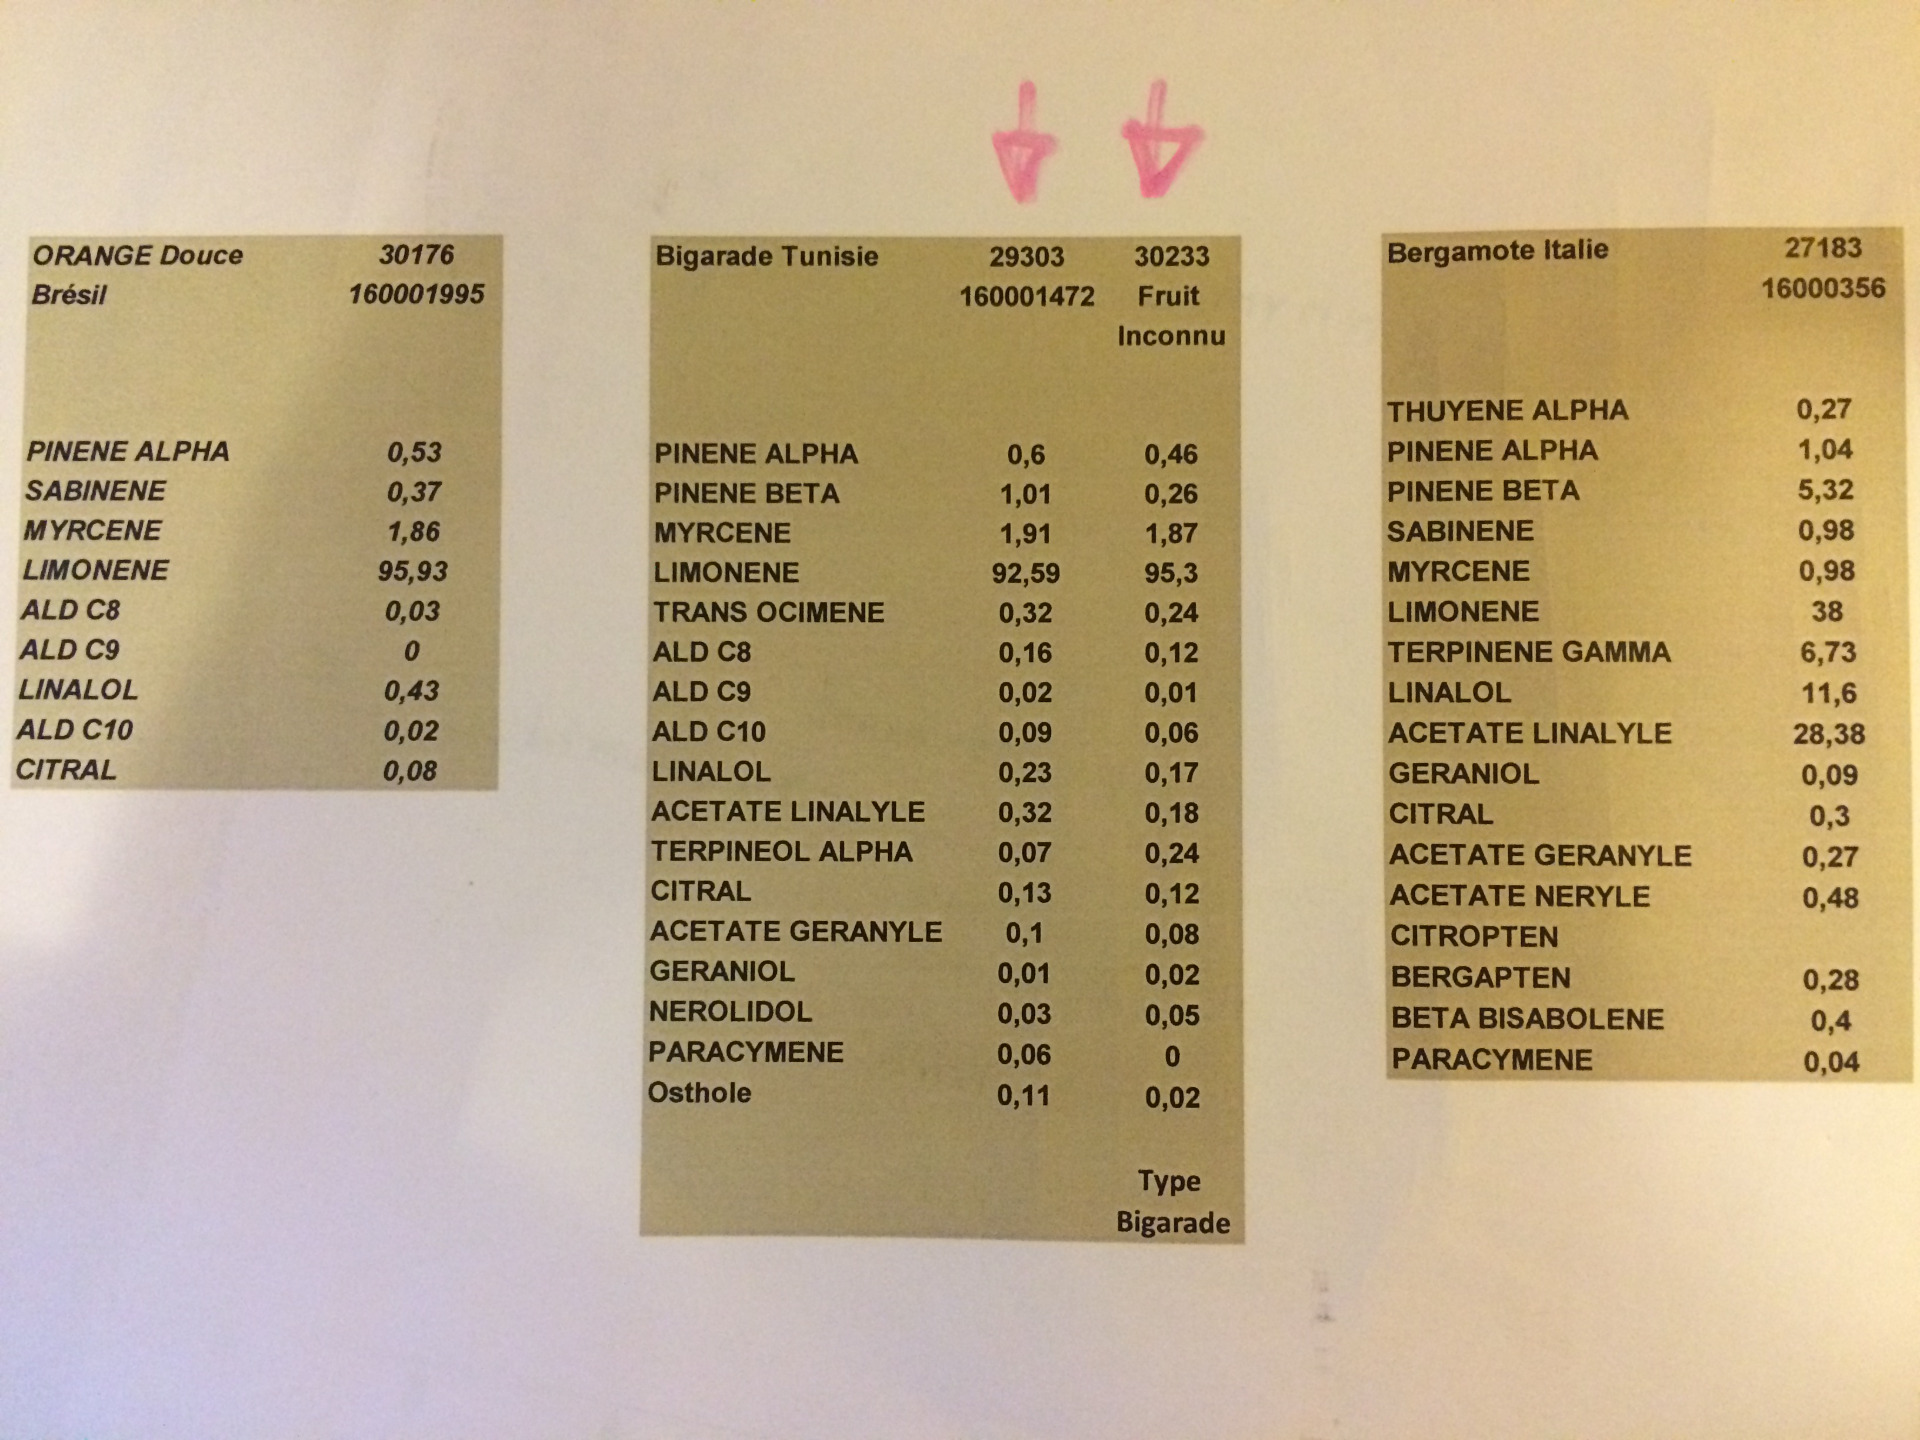 ORANGE Douce 30176
Brésil 160001995
PINENE ALPHA 0,53
SABINENE 0,37
MYRCENE 1,86
LIMONENE 95,93
ALD C8 0,03
ALD C9 0
LINALOL 0,43
ALD C10 0,02
CITRAL 0,08
Bigarade Tunisie 29303 30233
160001472 Fruit
Inconnu
PINENE ALPHA 0,6 0,46
PINENE BETA 1,01 0,26
MYRCENE 1,91 1,87
LIMONENE 92,59 95,3
TRANS OCIMENE 0,32 0,24
ALD C8 0,16 0,12
ALD C9 0,02 0,01
ALD C10 0,09 0,06
LINALOL 0,23 0,17
ACETATE LINALYLE 0,32 0,18
TERPINEOL ALPHA 0,07 0,24
CITRAL 0,13 0,12
ACETATE GERANYLE 0,1 0,08
GERANIOL 0,01 0,02
NEROLIDOL 0,03 0,05
PARACYMENE 0,06 0
Osthole 0,11 0,02
Type
Bigarade
Bergamote Italie 27183
16000356
THUYENE ALPHA 0,27
PINENE ALPHA 1,04
PINENE BETA 5,32
SABINENE 0,98
MYRCENE 0,98
LIMONENE 38
TERPINENE GAMMA 6,73
LINALOL 11,6
ACETATE LINALYLE 28,38
GERANIOL 0,09
CITRAL 0,3
ACETATE GERANYLE 0,27
ACETATE NERYLE 0,48
CITROPTEN
BERGAPTEN 0,28
BETA BISABOLENE 0,4
PARACYMENE 0,04